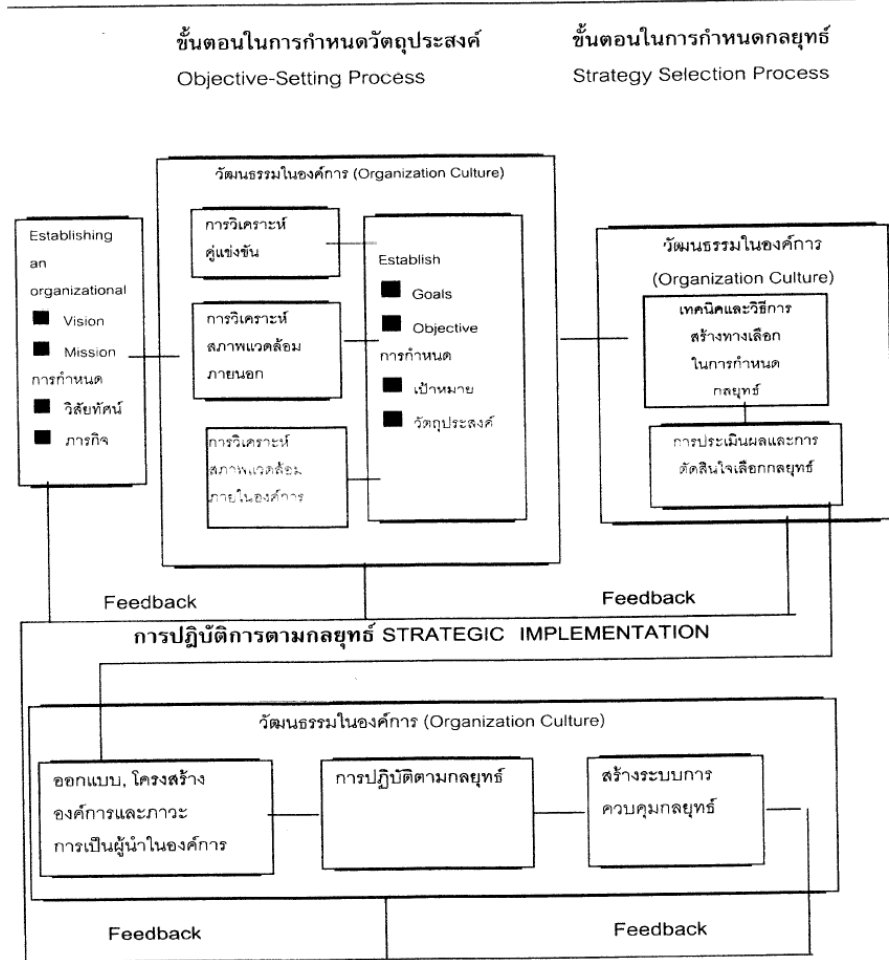 ขั้นตอนในการกำหนดวัตถุประสงค์
Objective-Setting Process
ขั้นตอนในการกำหนดกลยุทธ์
Strategy Selection Process
Establishing
an
organizational
Vision
Mission
การกำหนด
วิสัยทัศน์
ภารกิจ
วัฒนธรรมในองค์การ (Organization Culture)
การวิเคราะห์
คู่แข่งขัน
การวิเคราะห์
สภาพแวดล้อม
ภายนอก
การวิเคราะห์
สภาพแวดล้อม
ภายในองค์การ
Establish
Goals
Objective
การกำหนด
เป้าหมาย
วัตถุประสงค์
วัฒนธรรมในองค์การ
(Organization Culture)
เทคนิคและวิธีการ
สร้างทางเลือก
ในการกำหนด
กลยุทธ์
การประเมินผลและการ
ตัดสินใจเลือกกลยุทธ์
Feedback
Feedback
การปฏิบัติการตามกลยุทธ์ STRATEGIC IMPLEMENTATION
วัฒนธรรมในองค์การ (Organization Culture)
ออกแบบ, โครงสร้าง
องค์การและภาวะ
การเป็นผู้นำในองค์การ
การปฏิบัติตามกลยุทธ์
สร้างระบบการ
ควบคุมกลยุทธ์
Feedback
Feedback